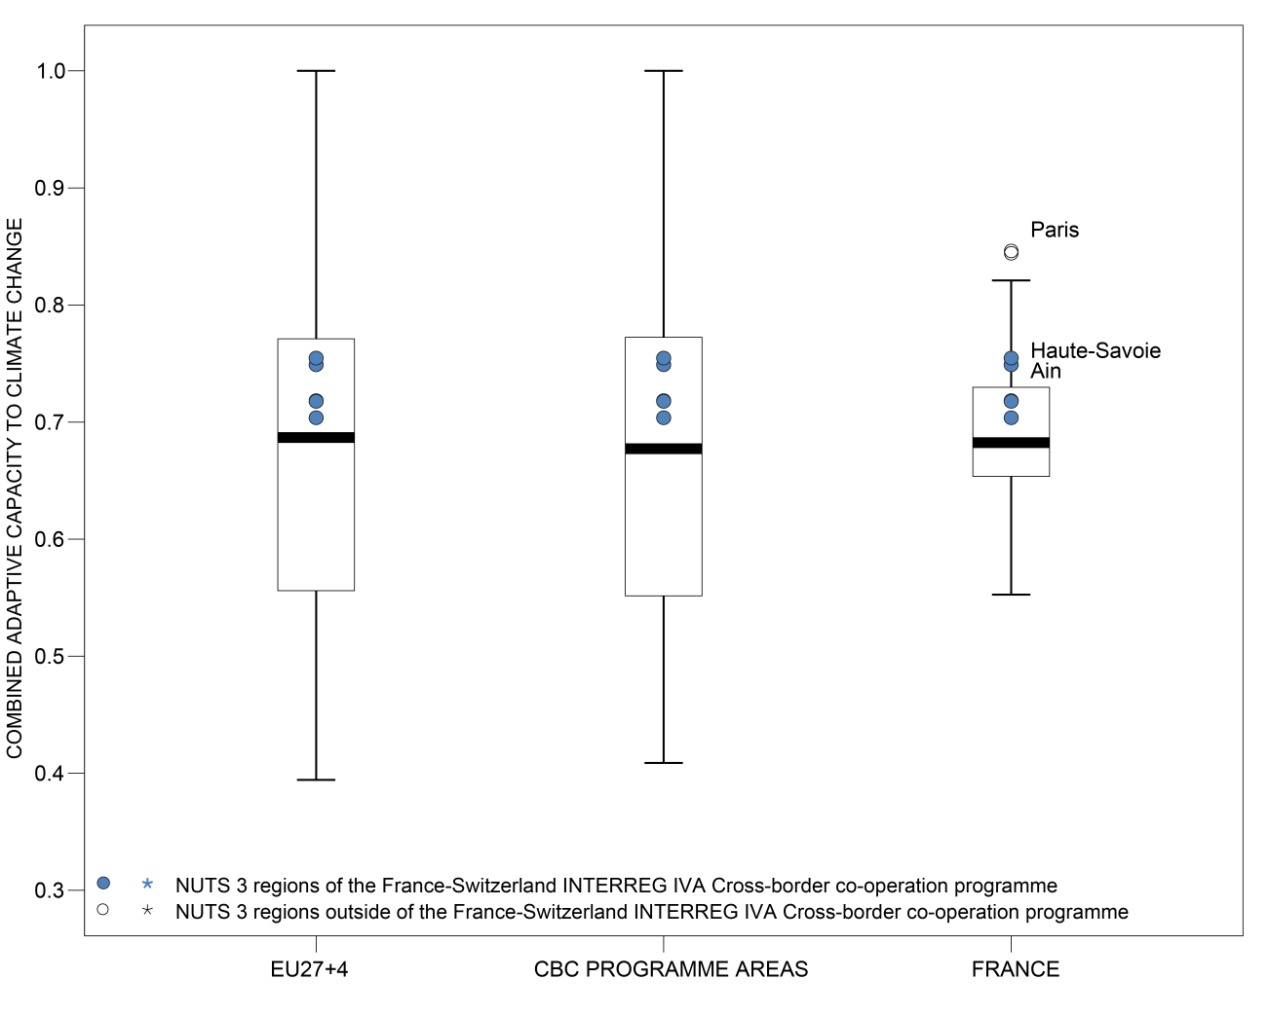 COMBINED ADAPTIVE CAPACITY TO CLIMATE CHANGE
1.0
0.9
0.8
0.7
0.6
0.5
0.4
0.3
Paris
Haute-Savoie
Ain
NUTS 3 regions of the France-Switzerland INTERREG IVA Cross-border co-operation programme
NUTS 3 regions outside of the France-Switzerland INTERREG IVA Cross-border co-operation programme
EU27+4
CBC PROGRAMME AREAS
FRANCE